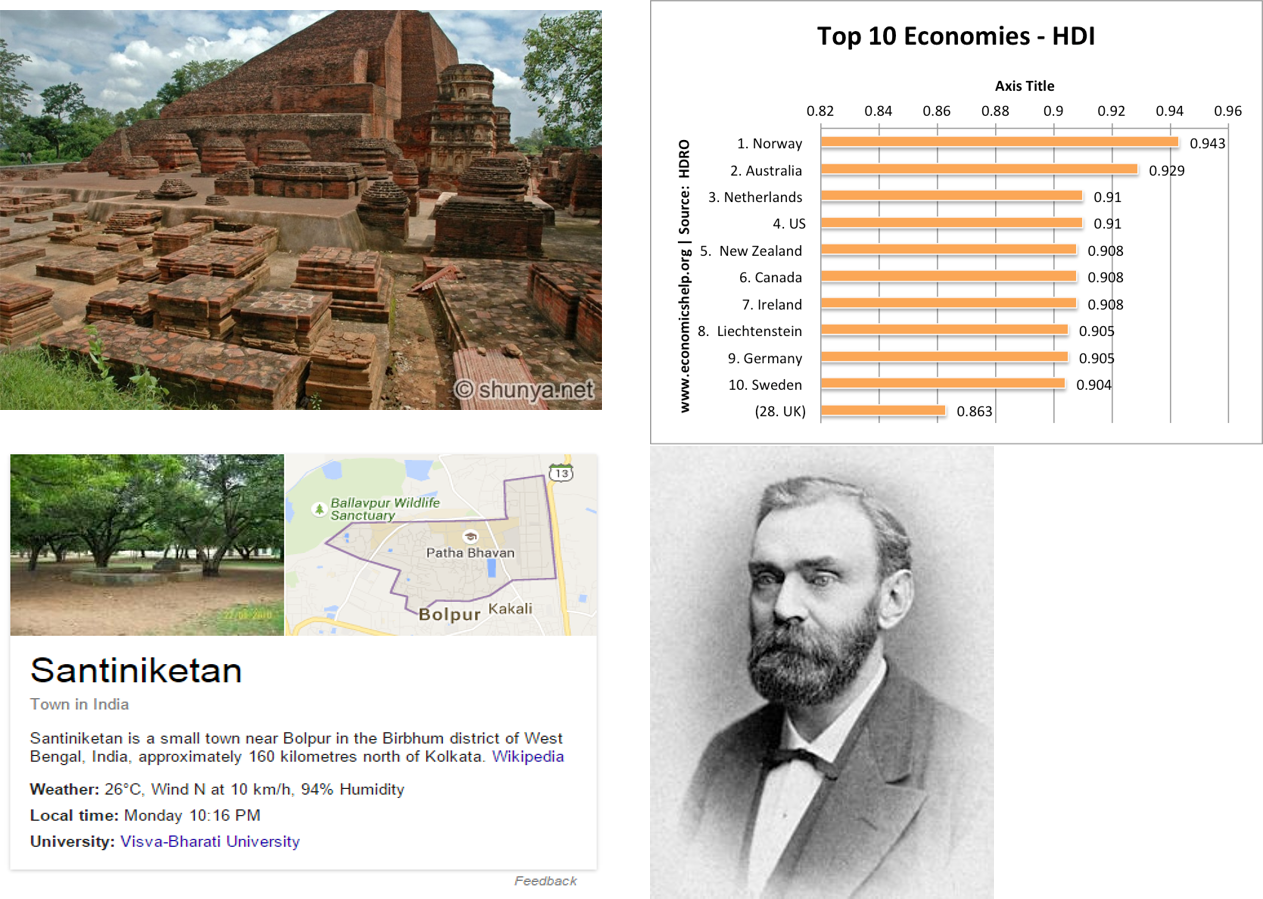 © shunya.net
Top 10 Economies - HDI
Axis Title
0.82 0.84 0.86 0.88 0.9 0.92 0.94 0.96
www.economicshelp.org | Source: HDRO
1. Norway 0.943
2. Australia 0.929
3. Netherlands 0.91
4. US 0.91
5. New Zealand 0.908
6. Canada 0.908
7. Ireland 0.908
8. Liechtenstein 0.905
9. Germany 0.905
10. Sweden 0.904
(28. UK) 0.863
13
Ballavpur Wildlife
Sanctuary
Patha Bhavan
Bolpur Kakali
Santiniketan
Town in India
Santiniketan is a small town near Bolpur in the Birbhum district of West
Bengal, India, approximately 160 kilometres north of Kolkata. Wikipedia
Weather: 26°C, Wind N at 10 km/h, 94% Humidity
Local time: Monday 10:16 PM
University: Visva-Bharati University
Feedback